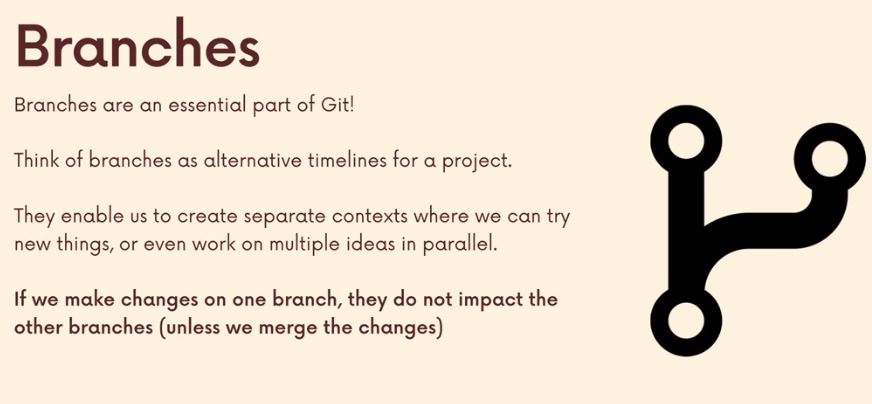 Branches
Branches are an essential part of Git!
Think of branches as alternative timelines for a project.
They enable us to create separate contexts where we can try
new things, or even work on multiple ideas in parallel.
If we make changes on one branch, they do not impact the
other branches (unless we merge the changes)